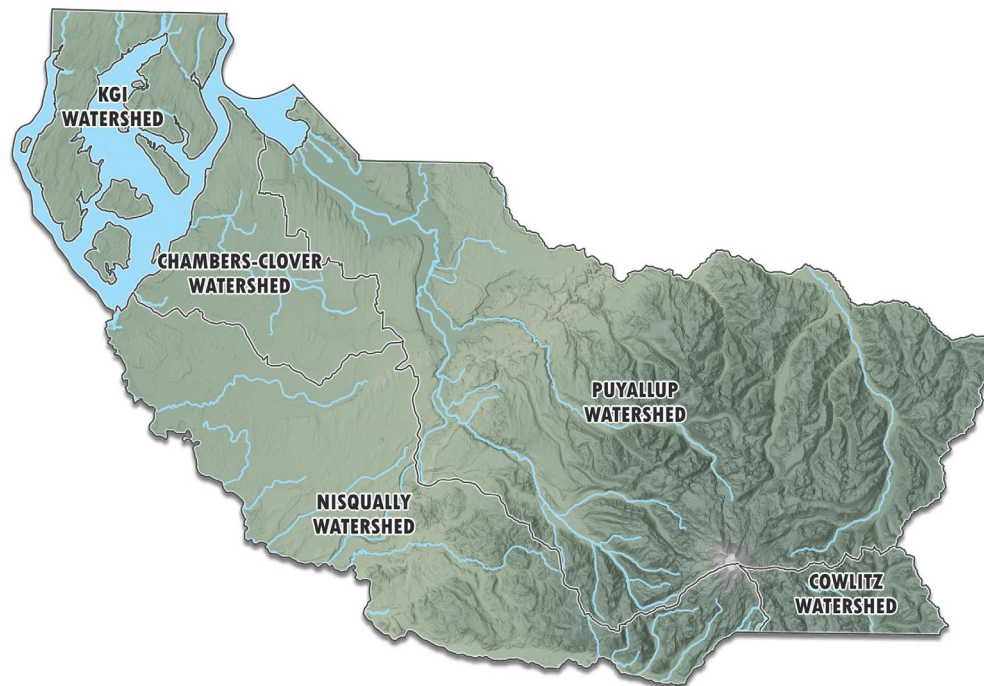 KGI
WATERSHED
CHAMBERS-CLOVER
WATERSHED
PUYALLUP
WATERSHED
NISQUALLY
WATERSHED
COWLITZ
WATERSHED